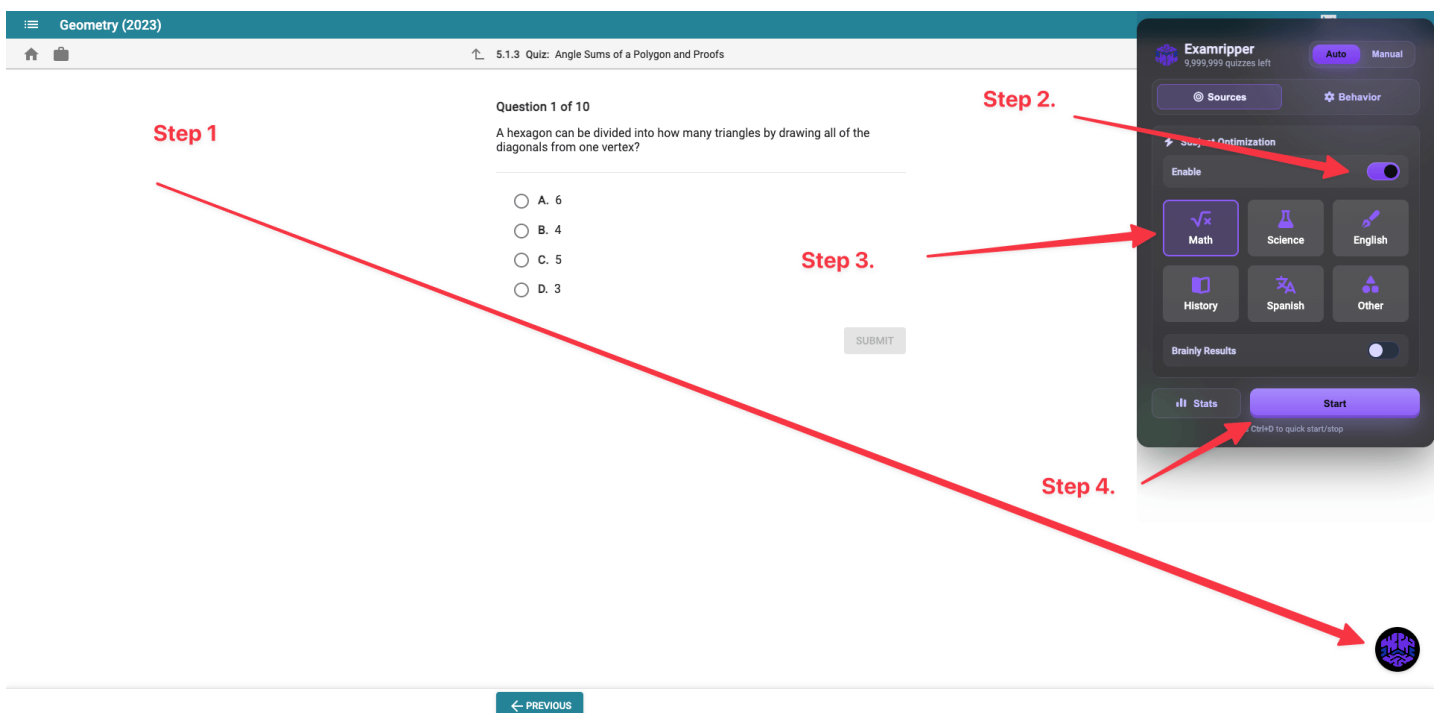 Geometry (2023)
5.1.3 Quiz: Angle Sums of a Polygon and Proofs
Question 1 of 10
A hexagon can be divided into how many triangles by drawing all of the
diagonals from one vertex?
A. 6
B. 4
C. 5
D. 3
SUBMIT
PREVIOUS
Step 1
Step 2.
Step 3.
Step 4.
Examripper
9,999,999 quizzes left
Auto
Manual
Sources
Behavior
Optimization
Enable
√x
Math
Science
English
History
Spanish
Other
Brainly Results
Stats
Start
Ctrl+D to quick start/stop